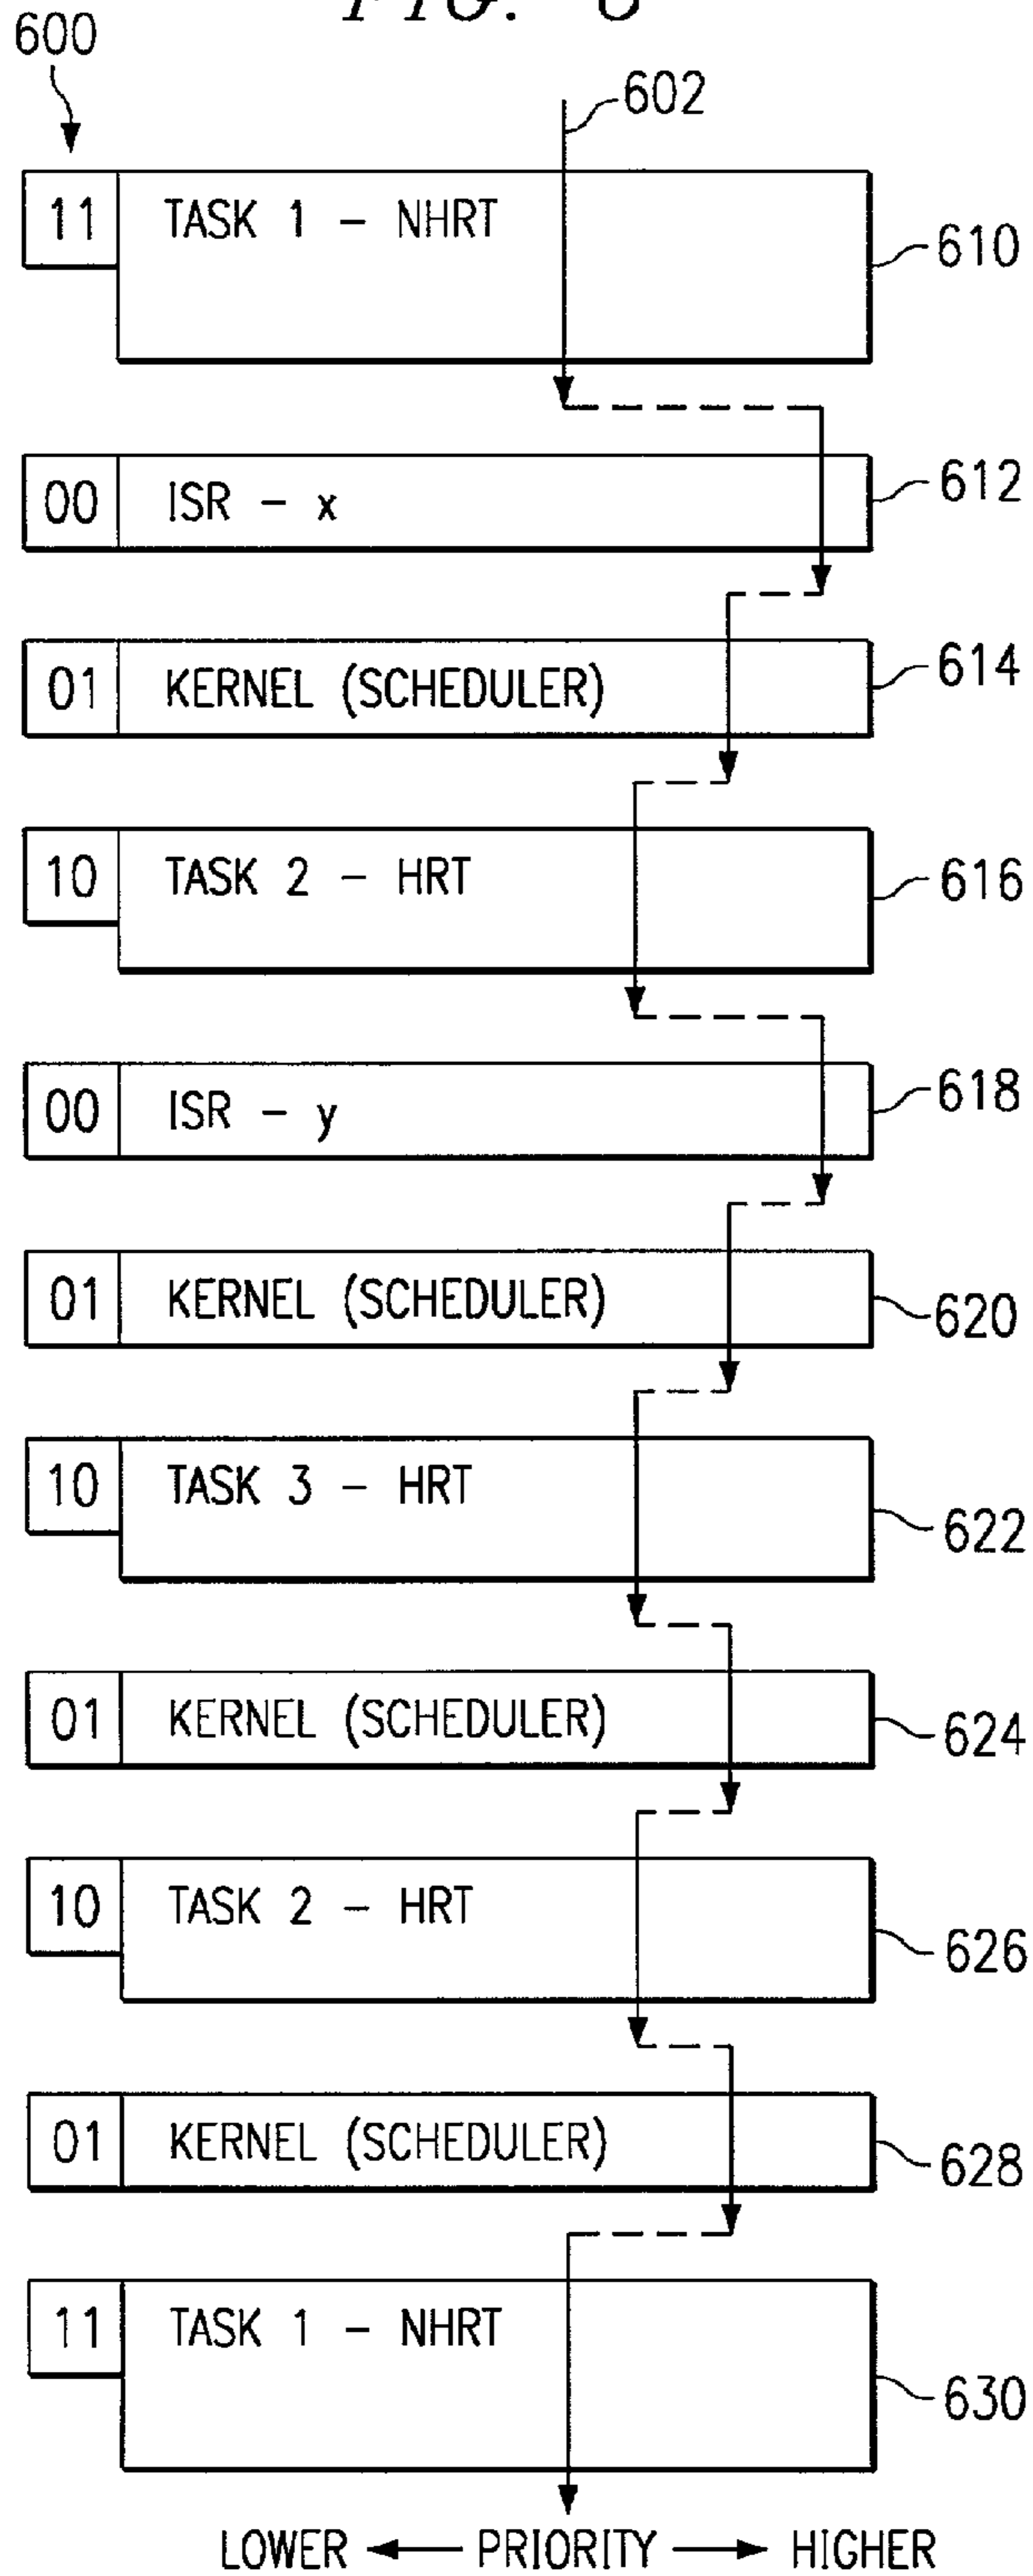 FIG. 6
600
602
11 TASK 1 - NHRT
610
00 ISR - x
612
01 KERNEL (SCHEDULER)
614
10 TASK 2 - HRT
616
00 ISR - y
618
01 KERNEL (SCHEDULER)
620
10 TASK 3 - HRT
622
01 KERNEL (SCHEDULER)
624
10 TASK 2 - HRT
626
01 KERNEL (SCHEDULER)
628
11 TASK 1 - NHRT
630
LOWER PRIORITY HIGHER